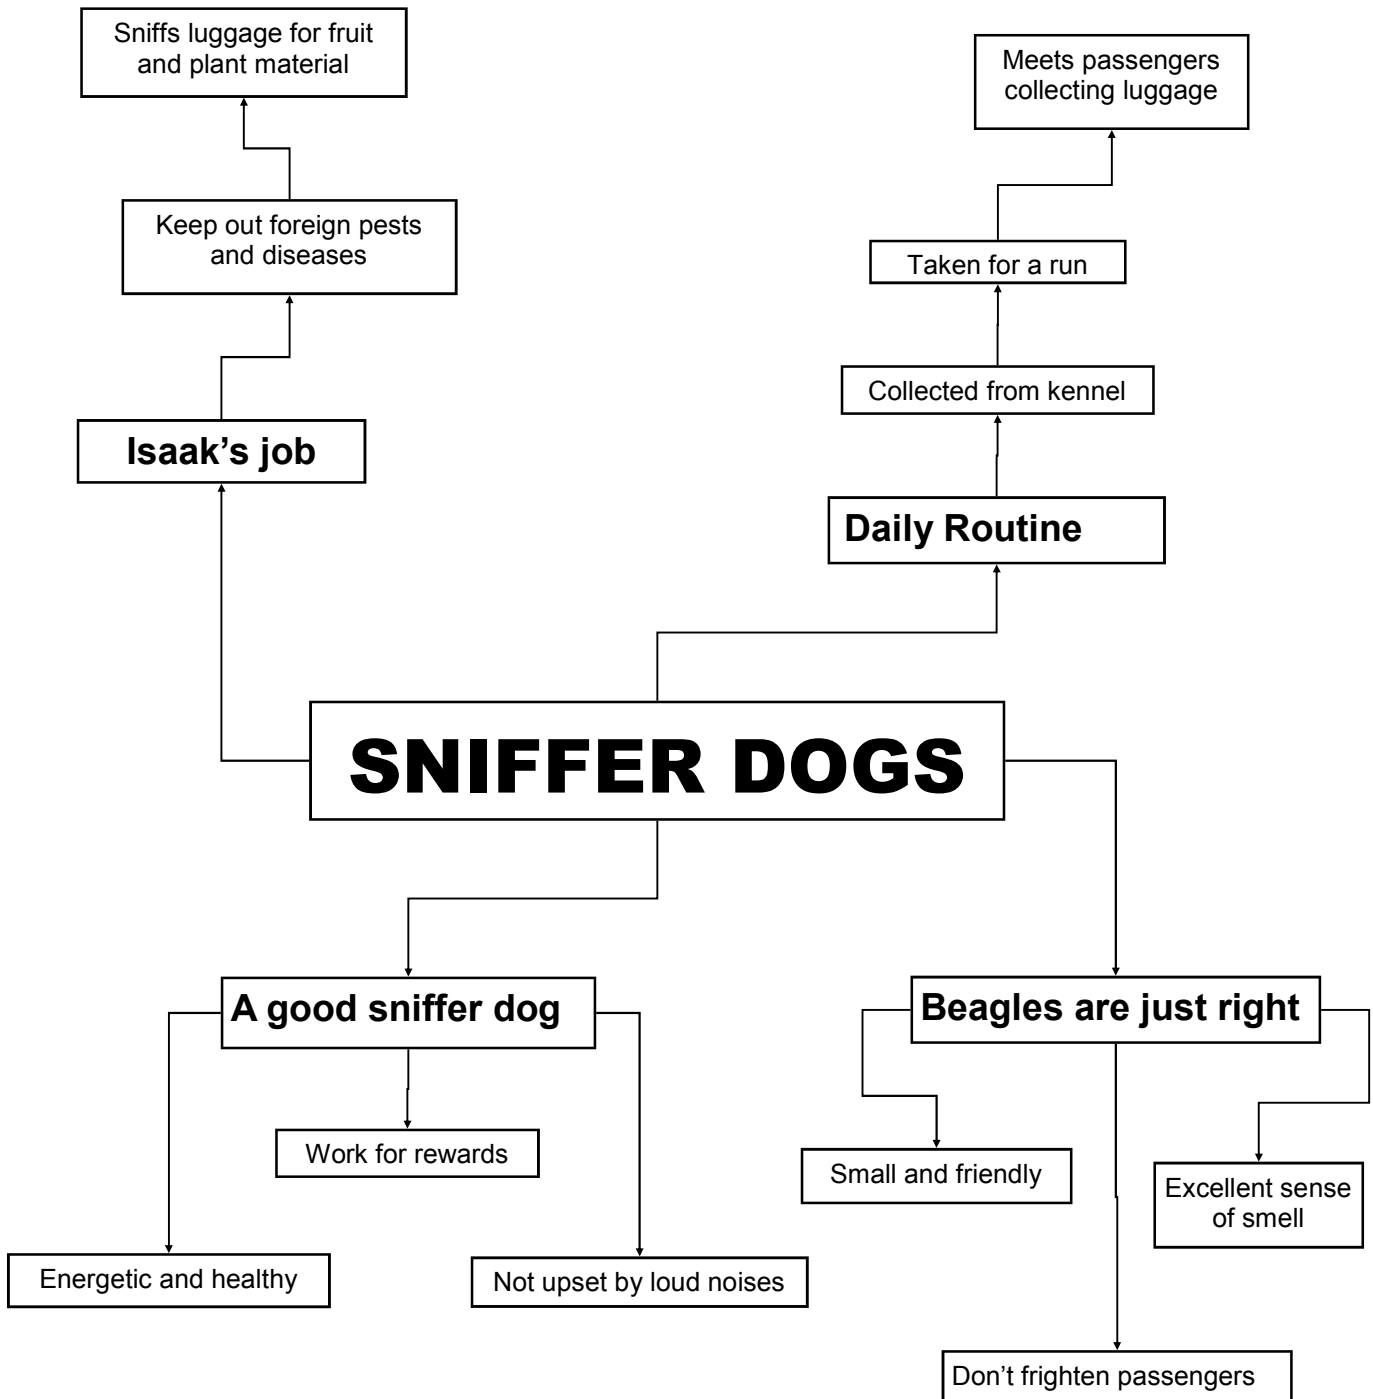 Sniffs luggage for fruit
and plant material
Meets passengers
collecting luggage
Keep out foreign pests
and diseases
Taken for a run
Collected from kennel
Isaak’s job
Daily Routine
SNIFFER DOGS
A good sniffer dog
Beagles are just right
Work for rewards
Small and friendly
Excellent sense
of smell
Energetic and healthy
Not upset by loud noises
Don’t frighten passengers